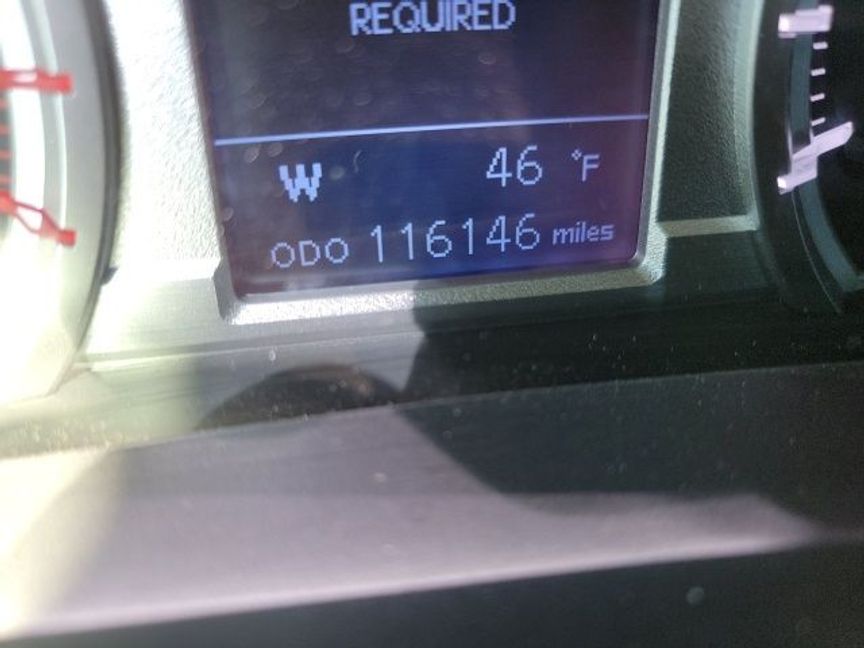 REQUIRED
W 46 °F
ODO 116146 miles